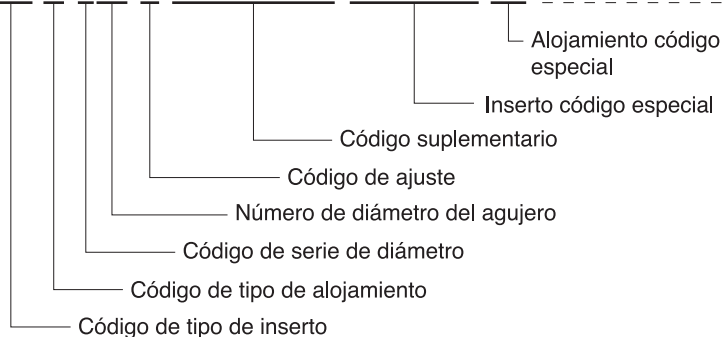 Alojamiento código
especial
Inserto código especial
Código suplementario
Código de ajuste
Número de diámetro del agujero
Código de serie de diámetro
Código de tipo de alojamiento
Código de tipo de inserto